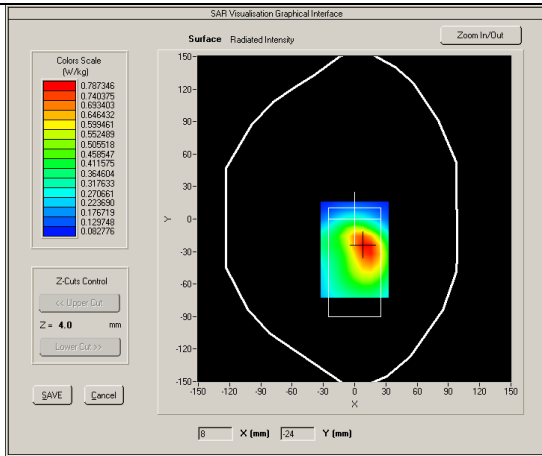 SAR Visualisation Graphical Interface
Surface Radiated Intensity
Zoom In/Out
Colors Scale
(W/kg)
0.787346
0.740375
0.693403
0.646432
0.599461
0.552489
0.505518
0.458547
0.411575
0.364604
0.317633
0.270661
0.223690
0.176719
0.129748
0.082776
Z-Cuts Control
<< Upper Cut
Z = 4.0 mm
Lower Cut >>
SAVE
Cancel
150
120
90
60
30
0
-30
-60
-90
-120
-150
Y
-150 -120 -90 -60 -30 0 30 60 90 120 150
X
8 X (mm) -24 Y (mm)